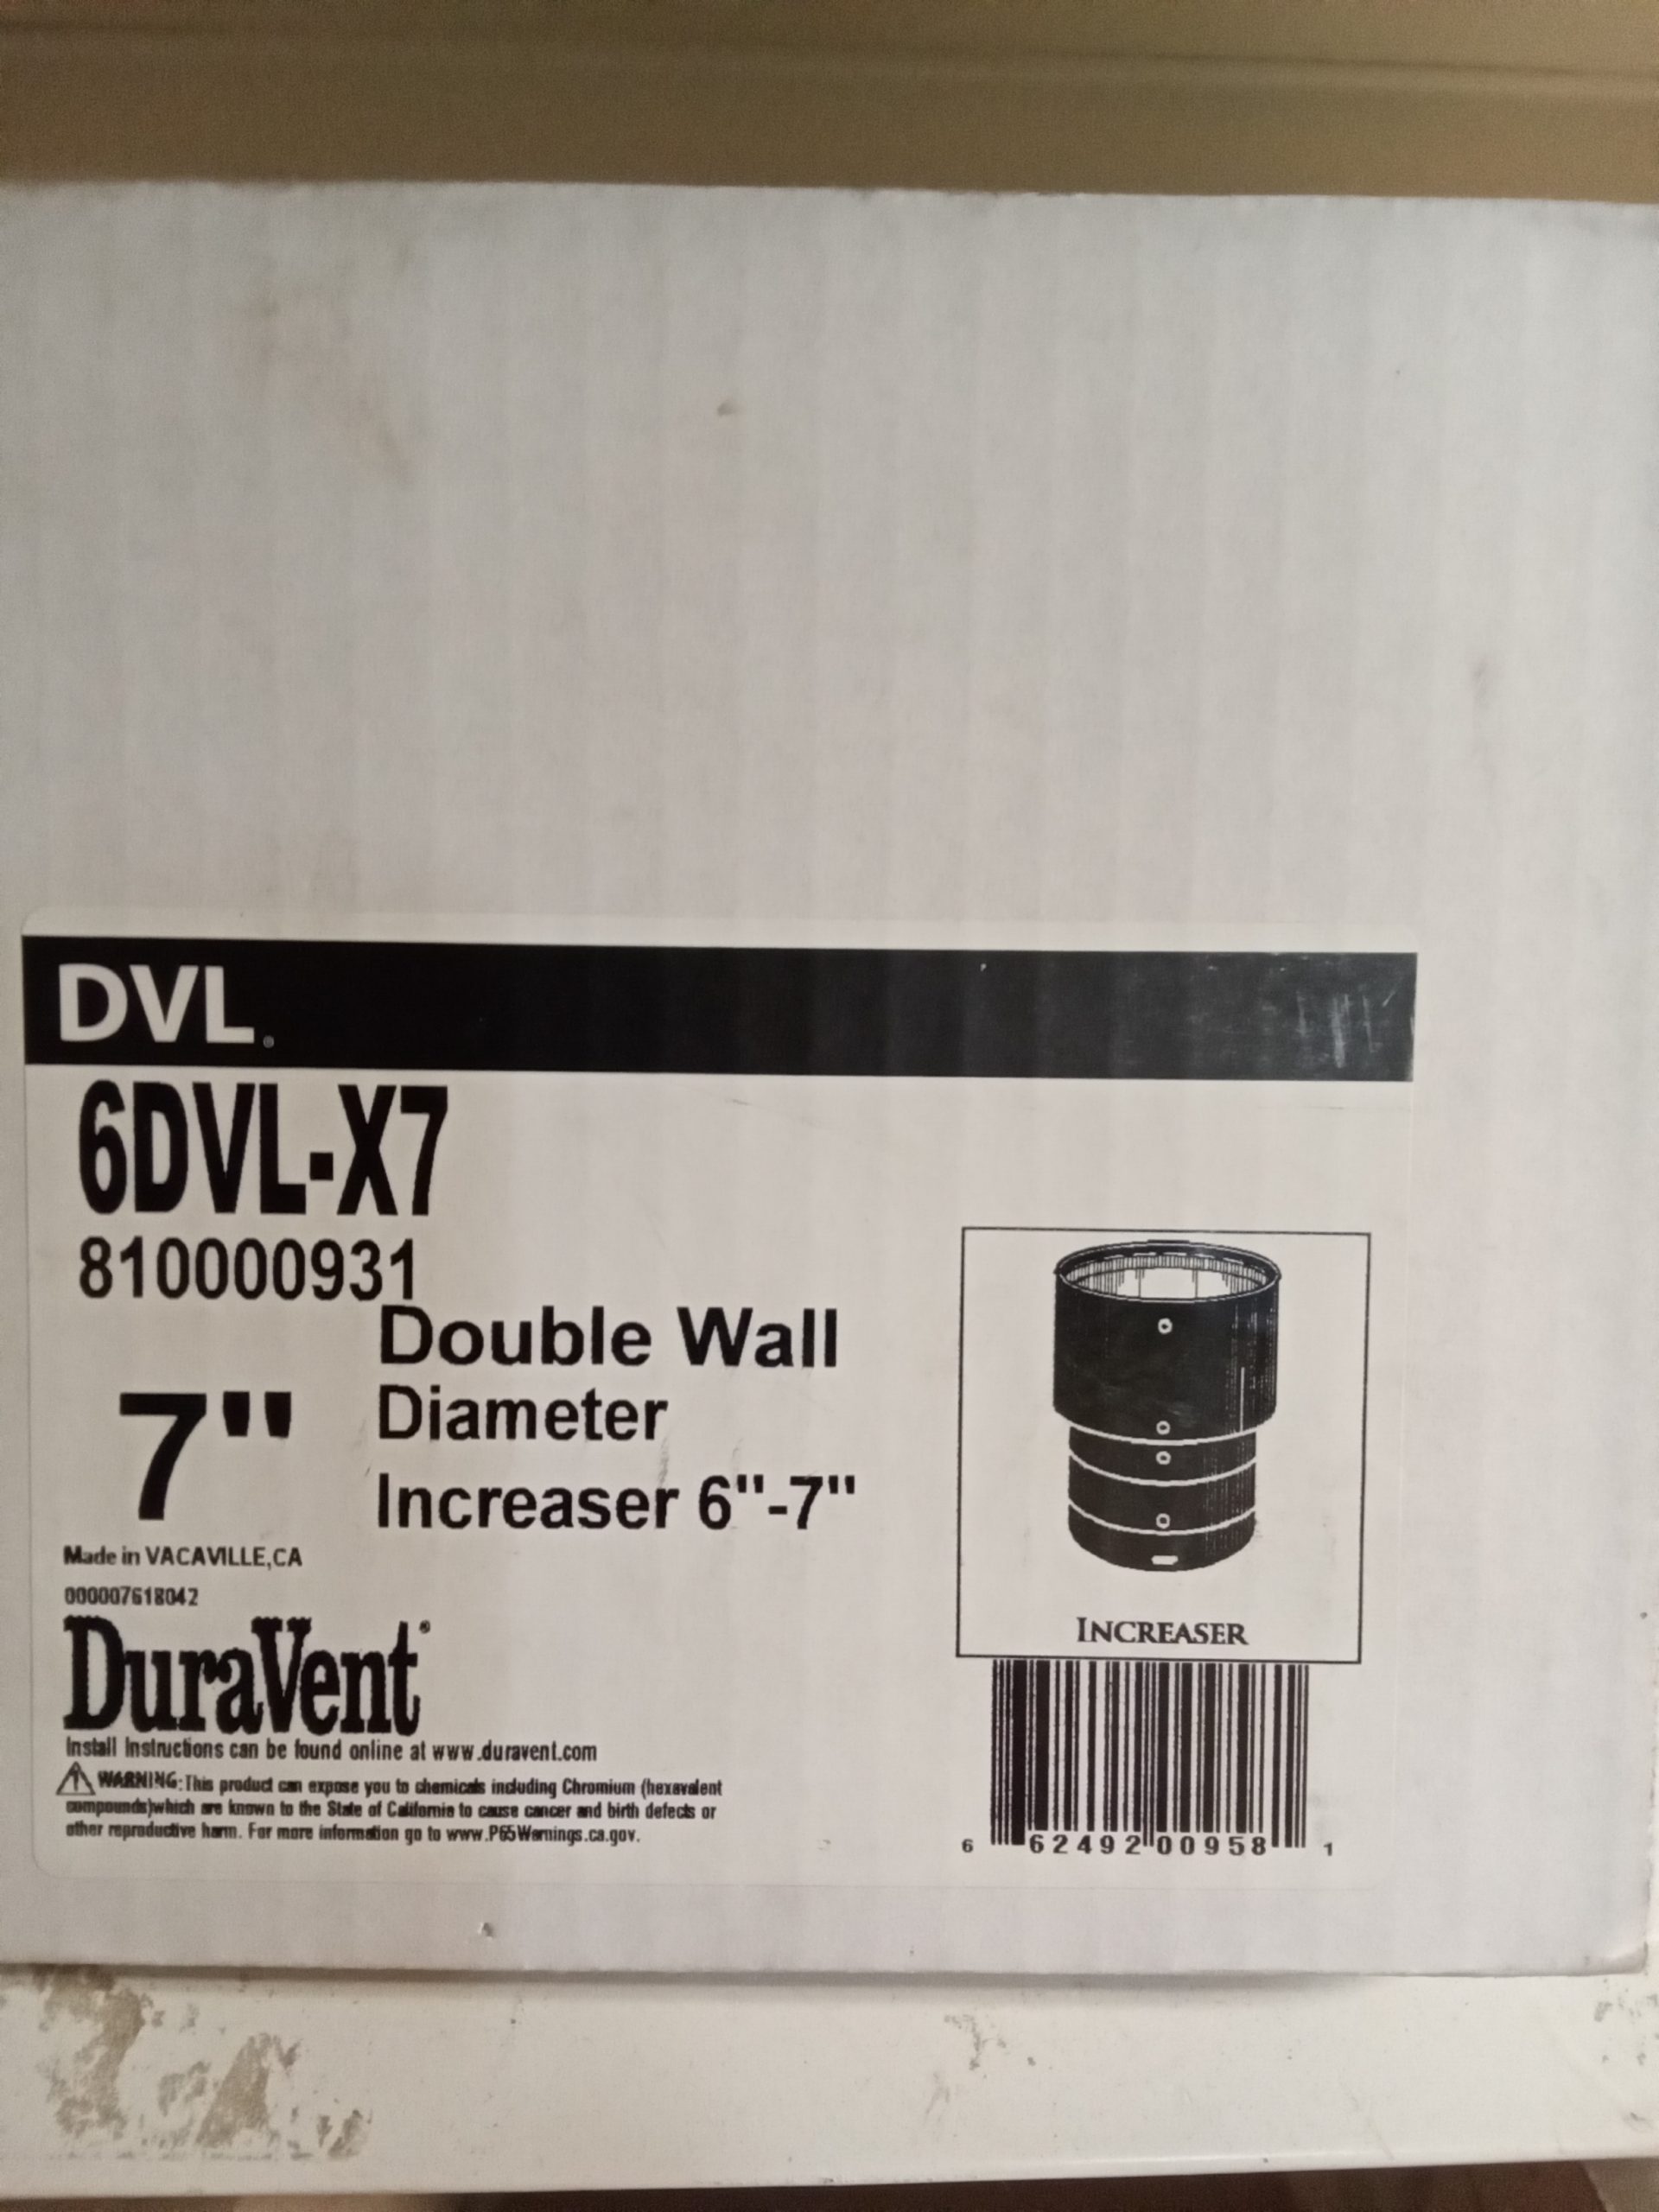 DVL®
6DVL-X7
810000931
7" Double Wall
Diameter
Increaser 6"-7"
Made in VACAVILLE,CA
000007618042
DuraVent®
Install Instructions can be found online at www.duravent.com
WARNING: This product can expose you to chemicals including Chromium (hexavalent
compounds)which are known to the State of California to cause cancer and birth defects or
other reproductive harm. For more information go to www.P65Warnings.ca.gov.
INCREASER
6 62492 00958 1